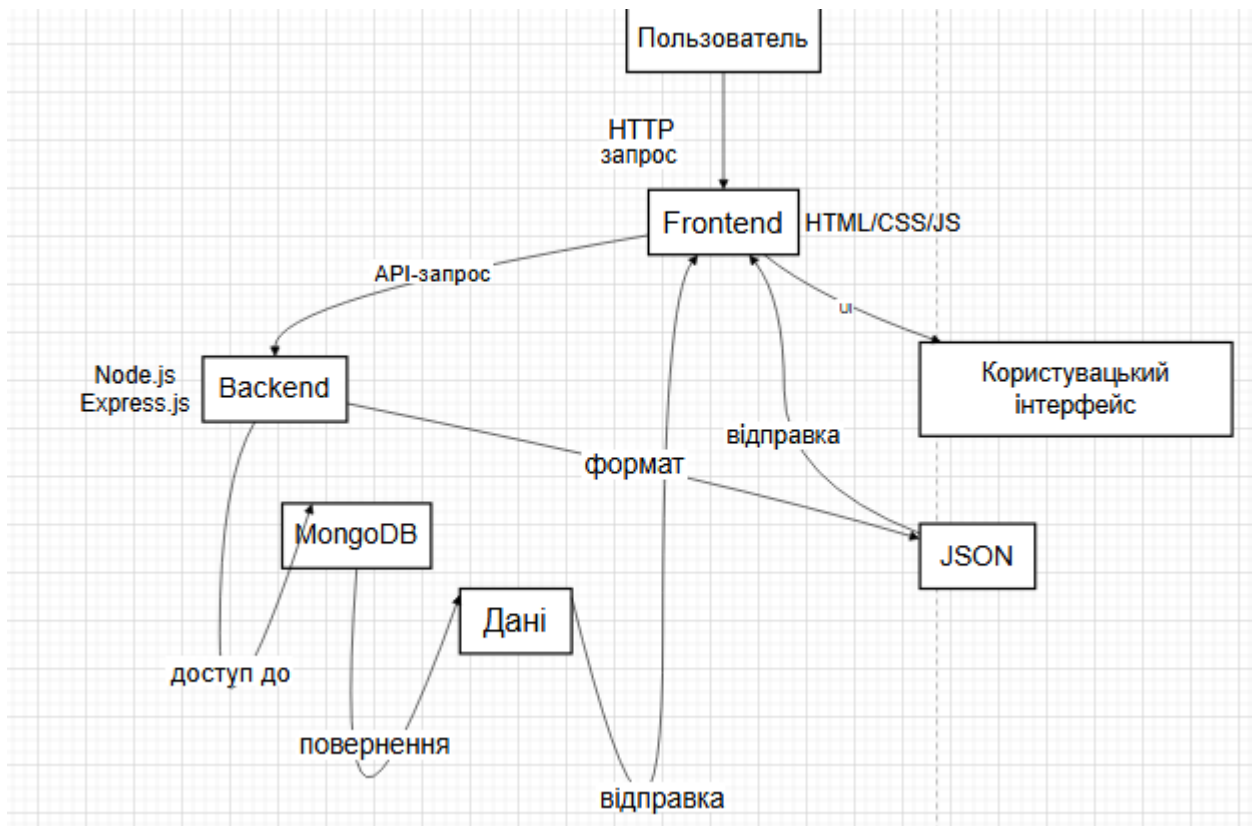 Пользователь
HTTP
запрос
Frontend
HTML/CSS/JS
API-запрос
UI
Node.js
Express.js
Backend
Користувацький
інтерфейс
відправка
формат
MongoDB
JSON
Дані
доступ до
повернення
відправка